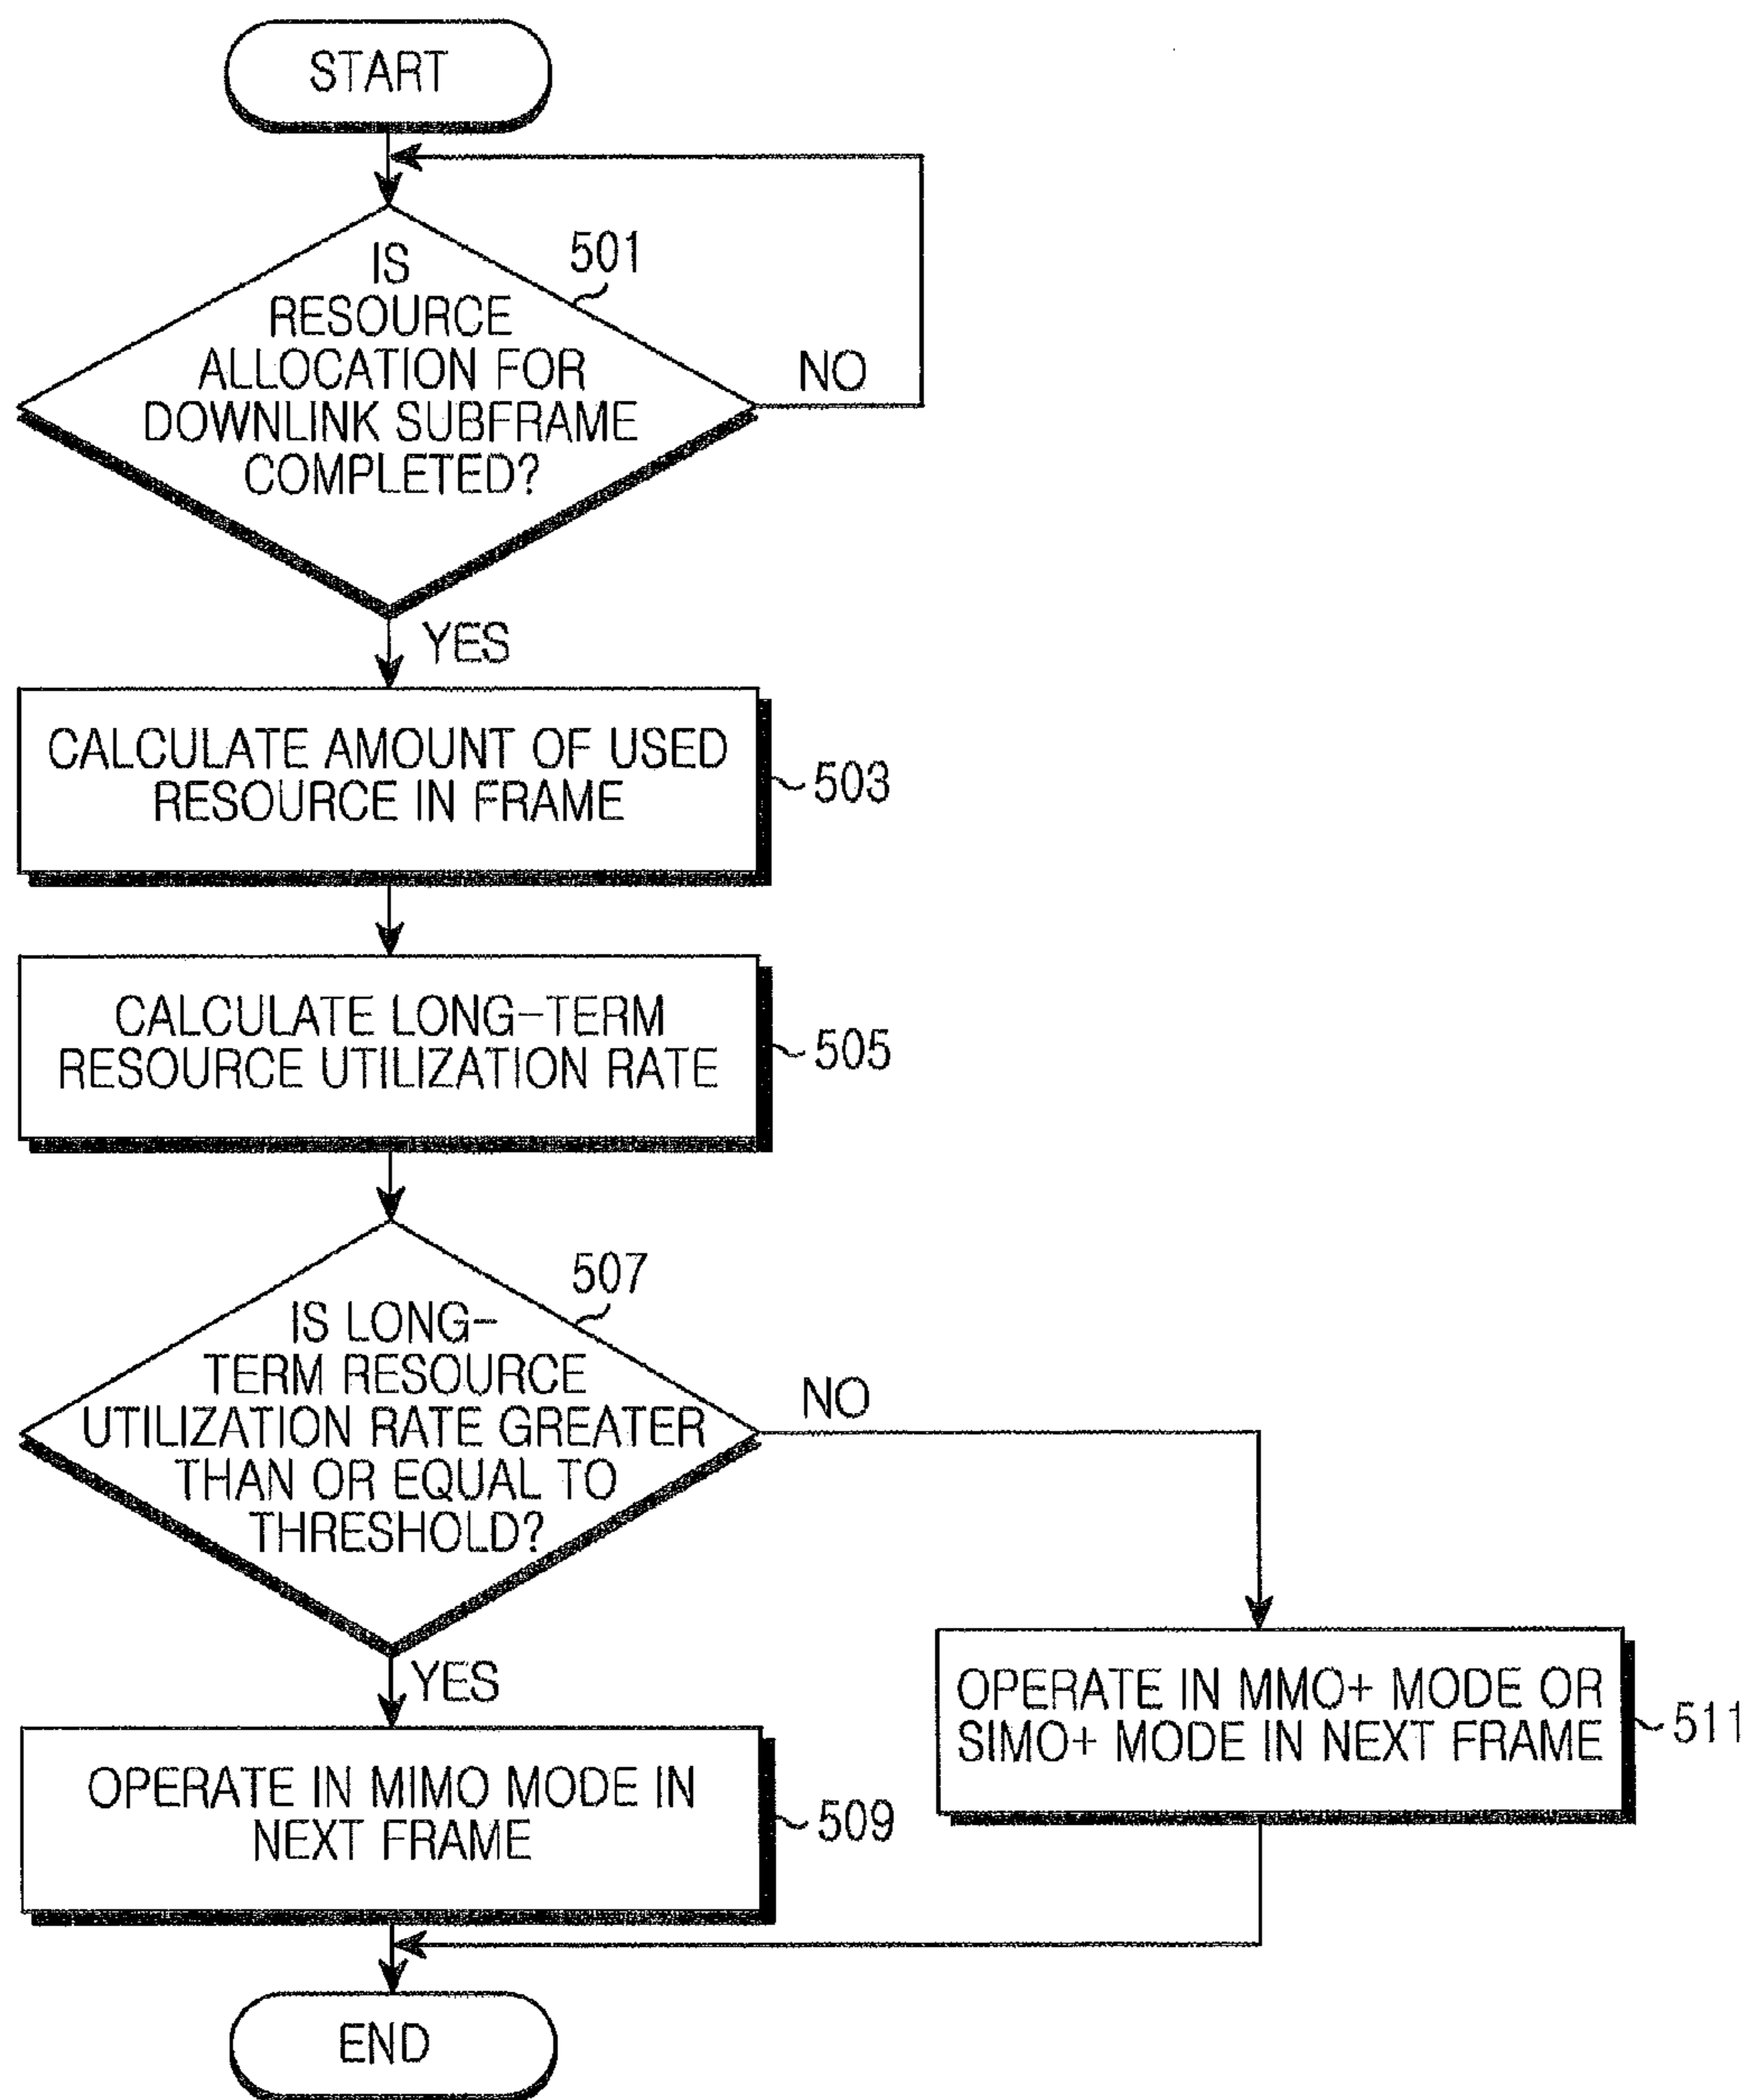 START
IS
RESOURCE
ALLOCATION FOR
DOWNLINK SUBFRAME
COMPLETED?
501
NO
YES
CALCULATE AMOUNT OF USED
RESOURCE IN FRAME
503
CALCULATE LONG-TERM
RESOURCE UTILIZATION RATE
505
IS LONG-
TERM RESOURCE
UTILIZATION RATE GREATER
THAN OR EQUAL TO
THRESHOLD?
507
NO
YES
OPERATE IN MIMO MODE IN
NEXT FRAME
509
OPERATE IN MMO+ MODE OR
SIMO+ MODE IN NEXT FRAME
511
END